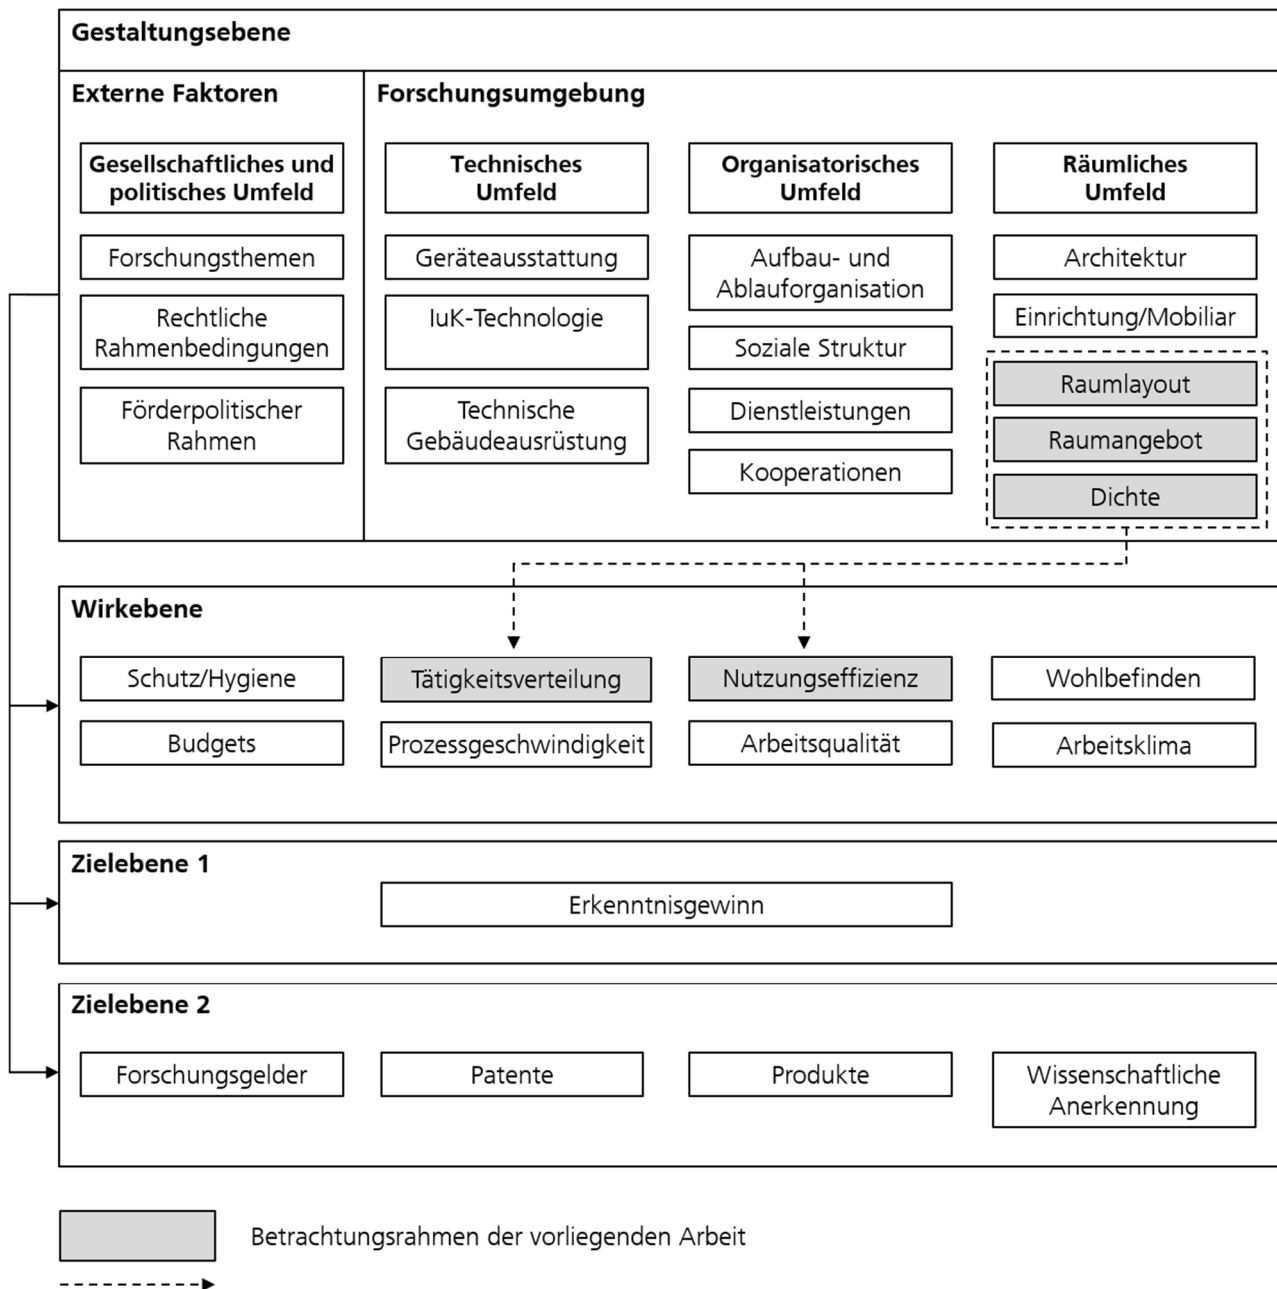 Gestaltungsebene
Externe Faktoren
Forschungsumgebung
Gesellschaftliches und
politisches Umfeld
Forschungsthemen
Rechtliche
Rahmenbedingungen
Förderpolitischer
Rahmen
Technisches
Umfeld
Geräteausstattung
IuK-Technologie
Technische
Gebäudeausrüstung
Organisatorisches
Umfeld
Aufbau- und
Ablauforganisation
Soziale Struktur
Dienstleistungen
Kooperationen
Räumliches
Umfeld
Architektur
Einrichtung/Mobiliar
Raumlayout
Raumangebot
Dichte
Wirkebene
Schutz/Hygiene
Tätigkeitsverteilung
Nutzungseffizienz
Wohlbefinden
Budgets
Prozessgeschwindigkeit
Arbeitsqualität
Arbeitsklima
Zielebene 1
Erkenntnisgewinn
Zielebene 2
Forschungsgelder
Patente
Produkte
Wissenschaftliche
Anerkennung
Betrachtungsrahmen der vorliegenden Arbeit